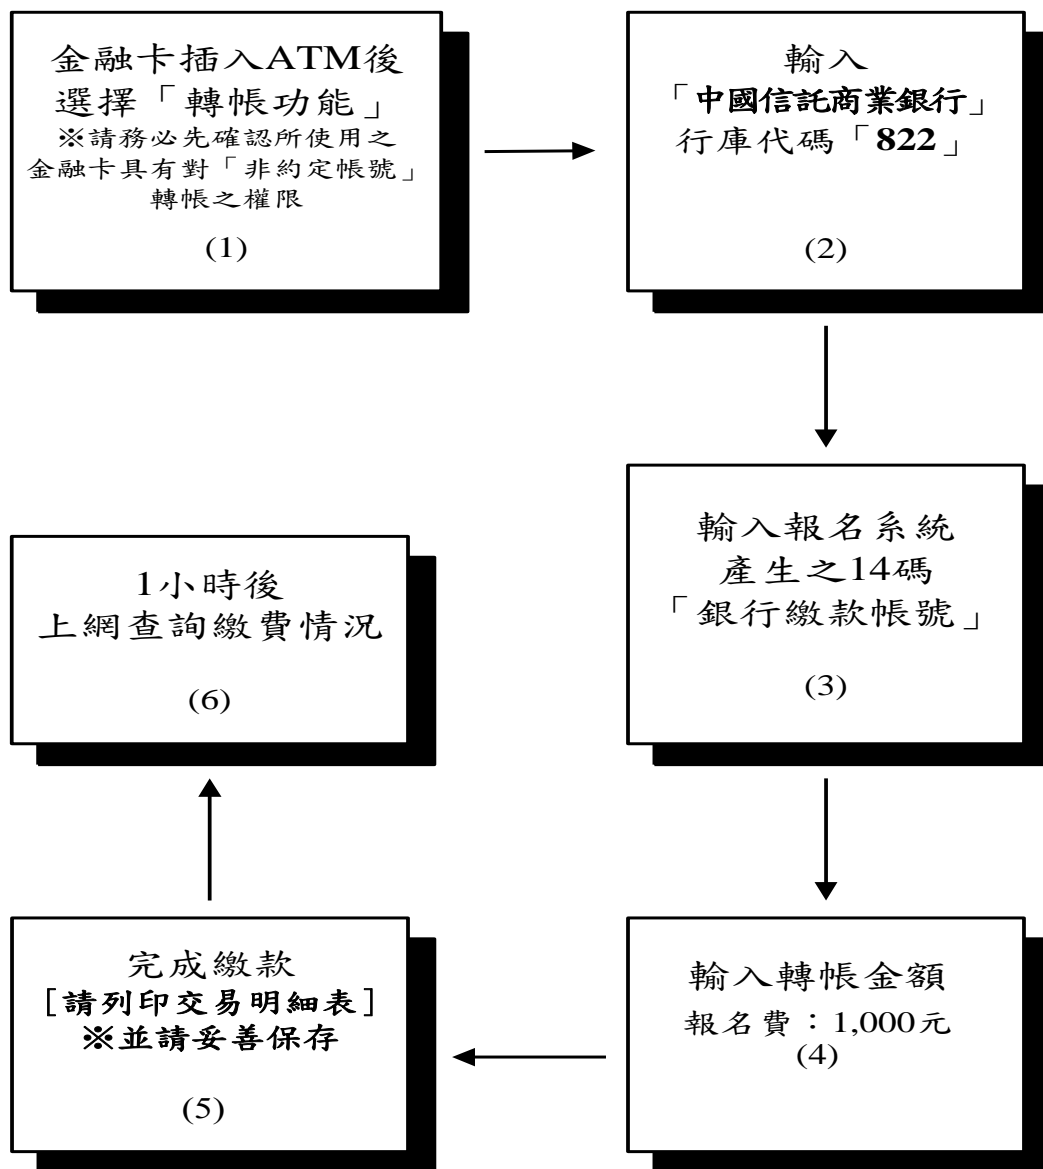 金融卡插入ATM後
選擇「轉帳功能」
※請務必先確認所使用之
金融卡具有對「非約定帳號」
轉帳之權限
(1)
輸入
「中國信託商業銀行」
行庫代碼「822」
(2)
輸入報名系統
產生之14碼
「銀行繳款帳號」
(3)
輸入轉帳金額
報名費：1,000元
(4)
完成繳款
[請列印交易明細表]
※並請妥善保存
(5)
1小時後
上網查詢繳費情況
(6)